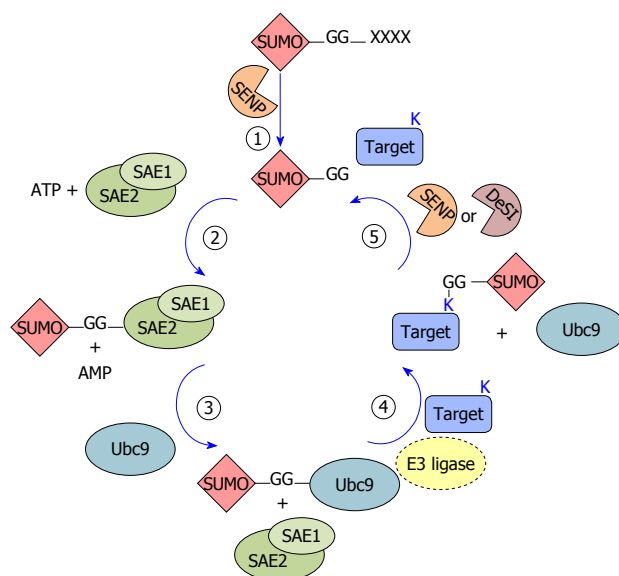 SUMO GG XXXX
SENP
1
K
Target
SUMO GG
ATP + SAE1
SAE2
SENP or DeSI
2
5
GG
SUMO
K
Target + Ubc9
SUMO GG SAE1
SAE2
+
AMP
3
4
K
Target
Ubc9
E3 ligase
SUMO GG Ubc9
+
SAE1
SAE2